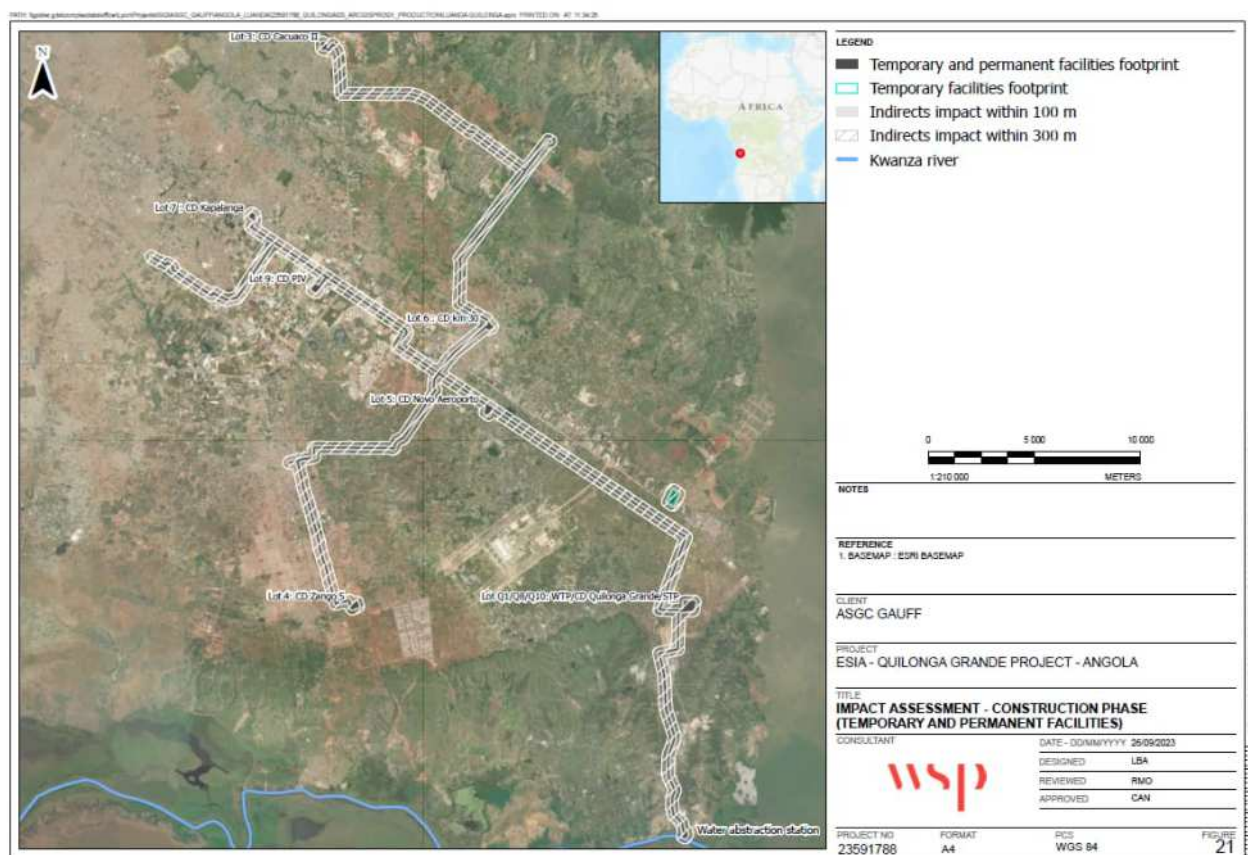 N
Lot 3: CD Cacuaco II
Lot 7 : CD Kapalanga
Lot 9: CD PIV
Lot 6 : CD km 30
Lot 5: CD Novo Aeroporto
Lot 4: CD Zango 5
Lot Q1/Q8/Q10: WTP/CD Quilonga Grande/STP
Water abstraction station
ÁFRICA
LEGEND
Temporary and permanent facilities footprint
Temporary facilities footprint
Indirects impact within 100 m
Indirects impact within 300 m
Kwanza river
0 5 000 10 000
1:210 000 METERS
NOTES
REFERENCE
1. BASEMAP : ESRI BASEMAP
CLIENT
ASGC GAUFF
PROJECT
ESIA - QUILONGA GRANDE PROJECT - ANGOLA
TITLE
IMPACT ASSESSMENT - CONSTRUCTION PHASE
(TEMPORARY AND PERMANENT FACILITIES)
CONSULTANT
wsp
DATE - DD/MM/YYYY 26/09/2023
DESIGNED LBA
REVIEWED RMO
APPROVED CAN
PROJECT NO FORMAT PCS FIGURE
23591788 A4 WGS 84 21